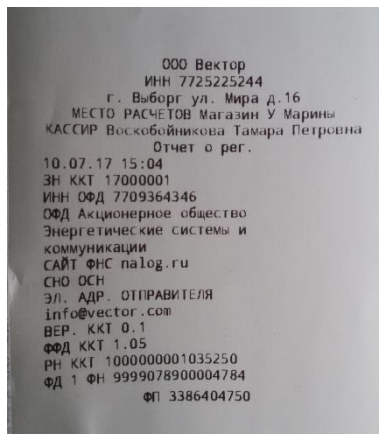 ООО Вектор
ИНН 7725225244
г. Выборг ул. Мира д.16
МЕСТО РАСЧЕТОВ Магазин У Марины
КАССИР Воскобойникова Тамара Петровна
Отчет о рег.
10.07.17 15:04
ЗН ККТ 17000001
ИНН ОФД 7709364346
ОФД Акционерное общество
Энергетические системы и
коммуникации
САЙТ ФНС nalog.ru
СНО ОСН
ЭЛ. АДР. ОТПРАВИТЕЛЯ
info@vector.com
ВЕР. ККТ 0.1
ФФД ККТ 1.05
РН ККТ 1000000001035250
ФД 1 ФН 9999078900004784
ФП 3386404750